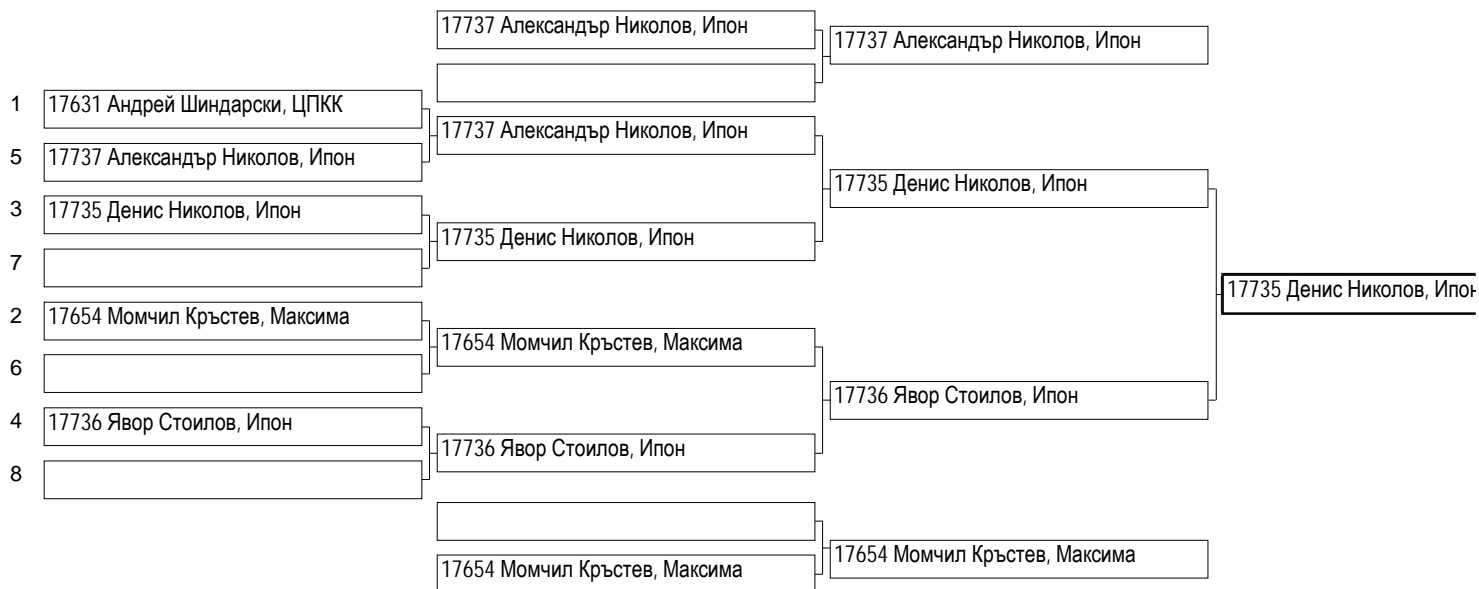 17737 Александър Николов, Ипон
17737 Александър Николов, Ипон
1 17631 Андрей Шиндарски, ЦПКК
17737 Александър Николов, Ипон
5 17737 Александър Николов, Ипон
17735 Денис Николов, Ипон
3 17735 Денис Николов, Ипон
17735 Денис Николов, Ипон
7
17735 Денис Николов, Ипон
2 17654 Момчил Кръстев, Максима
17654 Момчил Кръстев, Максима
6
17736 Явор Стоилов, Ипон
4 17736 Явор Стоилов, Ипон
17736 Явор Стоилов, Ипон
8
17654 Момчил Кръстев, Максима
17654 Момчил Кръстев, Максима